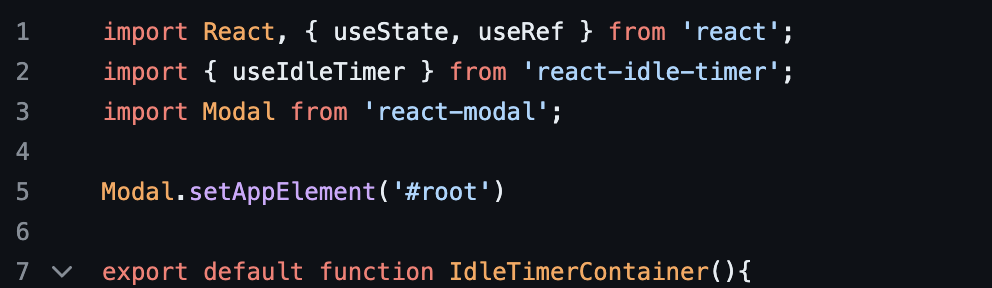 1 import React, { useState, useRef } from 'react';
2 import { useIdleTimer } from 'react-idle-timer';
3 import Modal from 'react-modal';
4
5 Modal.setAppElement('#root')
6
7 export default function IdleTimerContainer(){